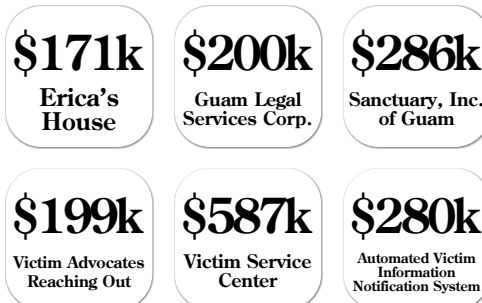 $171k
Erica's
House
$200k
Guam Legal
Services Corp.
$286k
Sanctuary, Inc.
of Guam
$199k
Victim Advocates
Reaching Out
$587k
Victim Service
Center
$280k
Automated Victim
Information
Notification System